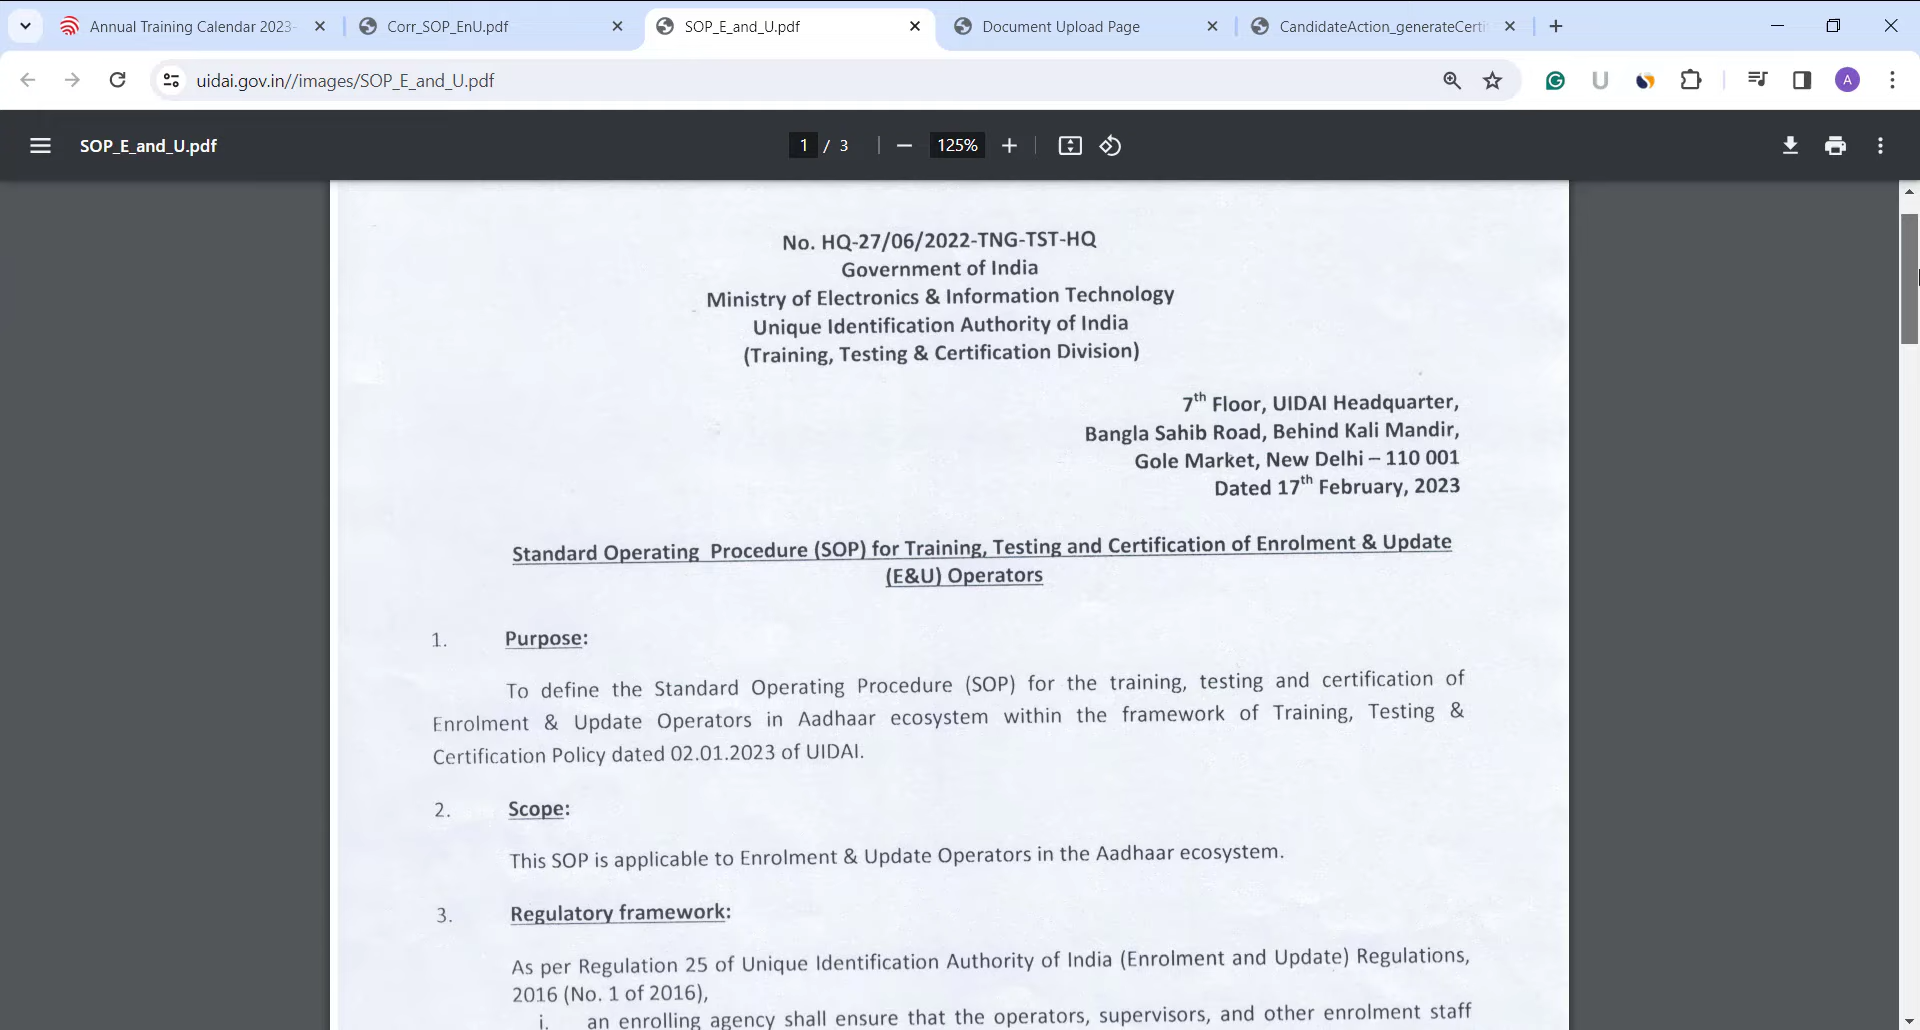 Annual Training Calendar 2023-
Corr_SOP_EnU.pdf
SOP_E_and_U.pdf
Document Upload Page
CandidateAction_generateCerti
uidai.gov.in//images/SOP_E_and_U.pdf
A
SOP_E_and_U.pdf
1 / 3
125%
No. HQ-27/06/2022-TNG-TST-HQ
Government of India
Ministry of Electronics & Information Technology
Unique Identification Authority of India
(Training, Testing & Certification Division)
7th Floor, UIDAI Headquarter,
Bangla Sahib Road, Behind Kali Mandir,
Gole Market, New Delhi – 110 001
Dated 17th February, 2023
Standard Operating Procedure (SOP) for Training, Testing and Certification of Enrolment & Update
(E&U) Operators
1. Purpose:
To define the Standard Operating Procedure (SOP) for the training, testing and certification of
Enrolment & Update Operators in Aadhaar ecosystem within the framework of Training, Testing &
Certification Policy dated 02.01.2023 of UIDAI.
2. Scope:
This SOP is applicable to Enrolment & Update Operators in the Aadhaar ecosystem.
3. Regulatory framework:
As per Regulation 25 of Unique Identification Authority of India (Enrolment and Update) Regulations,
2016 (No. 1 of 2016),
i. an enrolling agency shall ensure that the operators, supervisors, and other enrolment staff